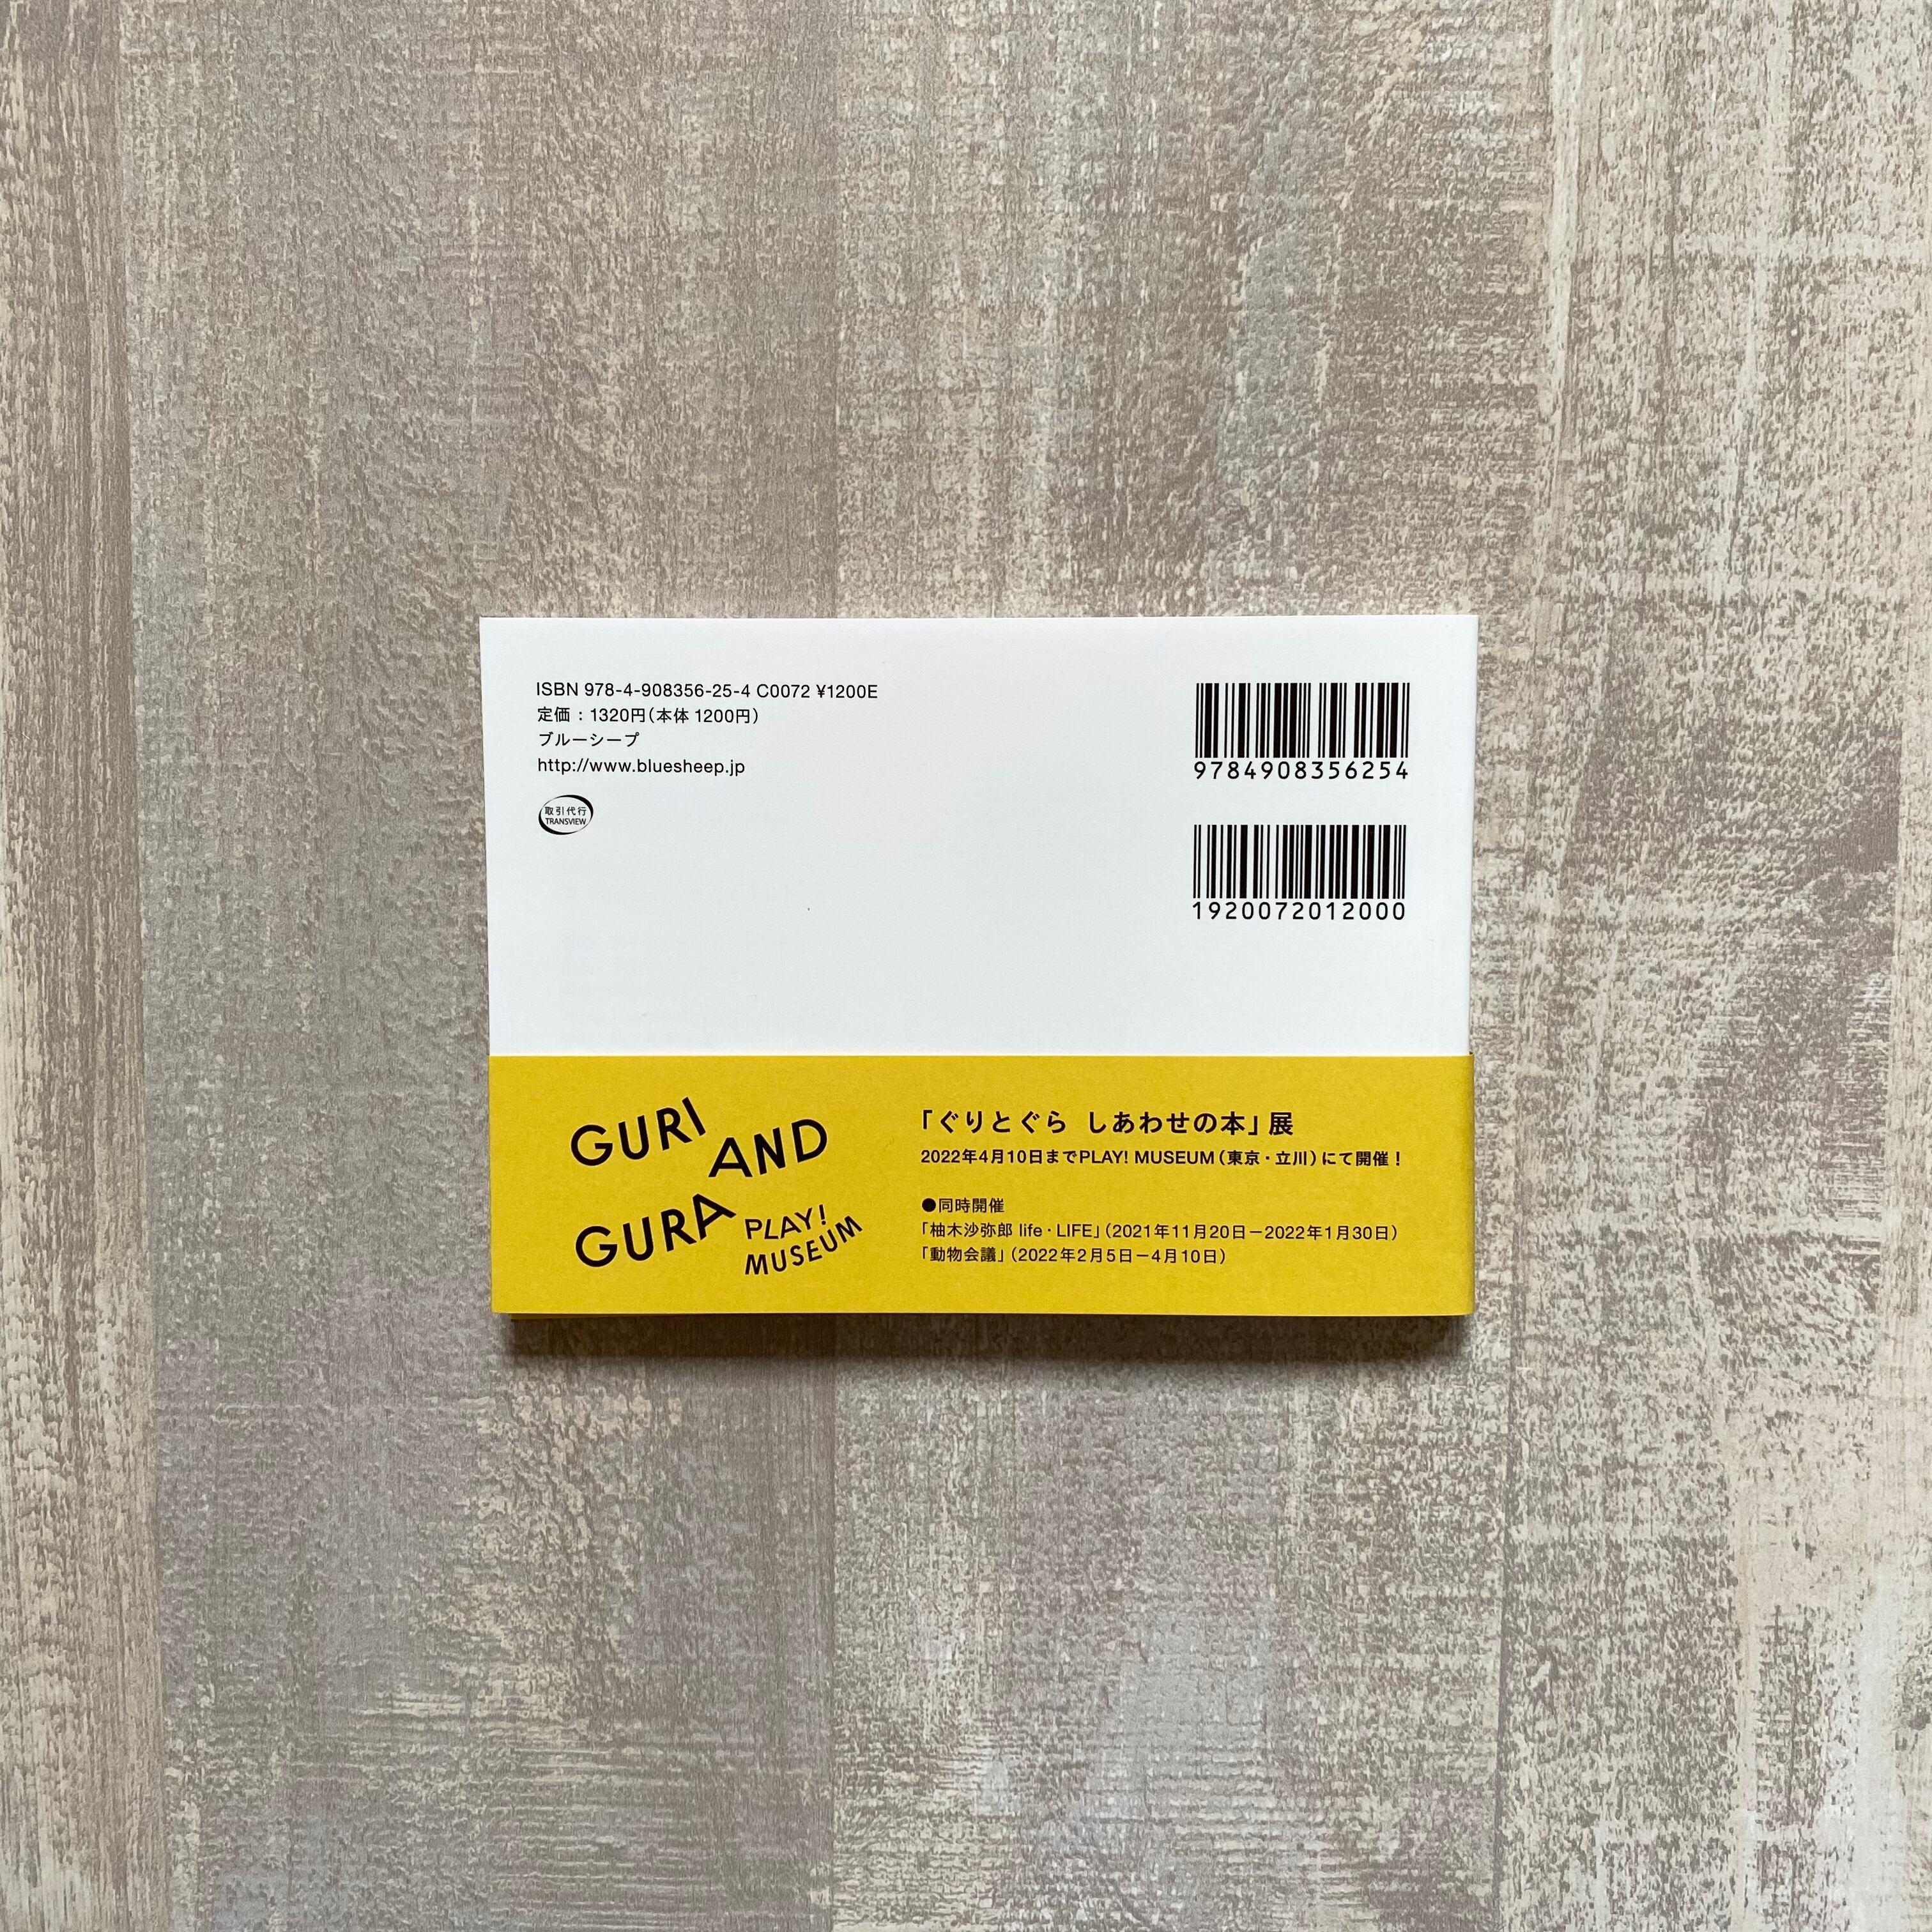 ISBN 978-4-908356-25-4 C0072 ¥1200E
定価：1320円（本体 1200円）
ブルーシープ
http://www.bluesheep.jp
取引代行
TRANSVIEW
9784908356254
1920072012000
GURI AND
GURA
PLAY!
MUSEUM
「ぐりとぐら しあわせの本」展
2022年4月10日までPLAY! MUSEUM（東京・立川）にて開催！
●同時開催
「柚木沙弥郎 life・LIFE」（2021年11月20日－2022年1月30日）
「動物会議」（2022年2月5日－4月10日）